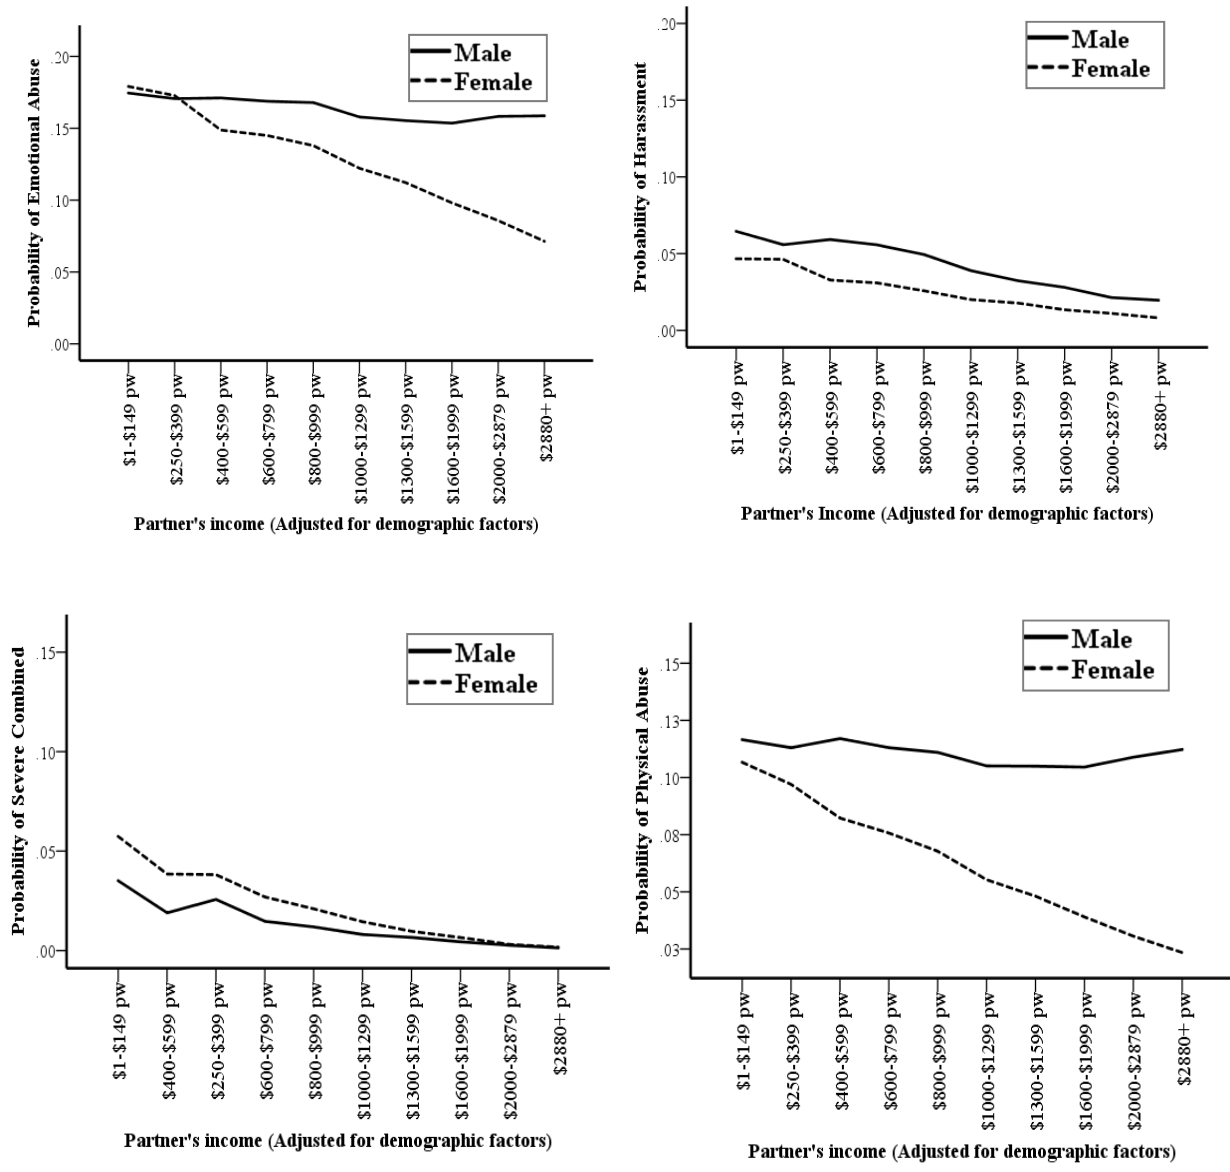 Probability of Emotional Abuse
.20
.15
.10
.05
.00
Male
Female
$1-$149 pw
$250-$399 pw
$400-$599 pw
$600-$799 pw
$800-$999 pw
$1000-$1299 pw
$1300-$1599 pw
$1600-$1999 pw
$2000-$2879 pw
$2880+ pw
Partner's income (Adjusted for demographic factors)
Probability of Harassment
.20
.15
.10
.05
.00
Male
Female
$1-$149 pw
$250-$399 pw
$400-$599 pw
$600-$799 pw
$800-$999 pw
$1000-$1299 pw
$1300-$1599 pw
$1600-$1999 pw
$2000-$2879 pw
$2880+ pw
Partner's Income (Adjusted for demographic factors)
Probability of Severe Combined
.15
.10
.05
.00
Male
Female
$1-$149 pw
$400-$599 pw
$250-$399 pw
$600-$799 pw
$800-$999 pw
$1000-$1299 pw
$1300-$1599 pw
$1600-$1999 pw
$2000-$2879 pw
$2880+ pw
Partner's income (Adjusted for demographic factors)
Probability of Physical Abuse
.15
.13
.10
.08
.05
.03
Male
Female
$1-$149 pw
$250-$399 pw
$400-$599 pw
$600-$799 pw
$800-$999 pw
$1000-$1299 pw
$1300-$1599 pw
$1600-$1999 pw
$2000-$2879 pw
$2880+ pw
Partner's income (Adjusted for demographic factors)